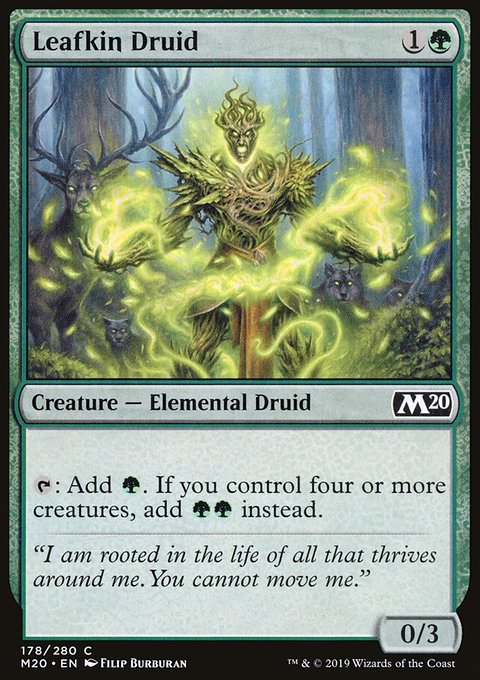 Leafkin Druid 1
Creature — Elemental Druid M20
: Add . If you control four or more
creatures, add instead.
“I am rooted in the life of all that thrives
around me. You cannot move me.”
0/3
178/280 C
M20 • EN Filip Burburan ™ & © 2019 Wizards of the Coast